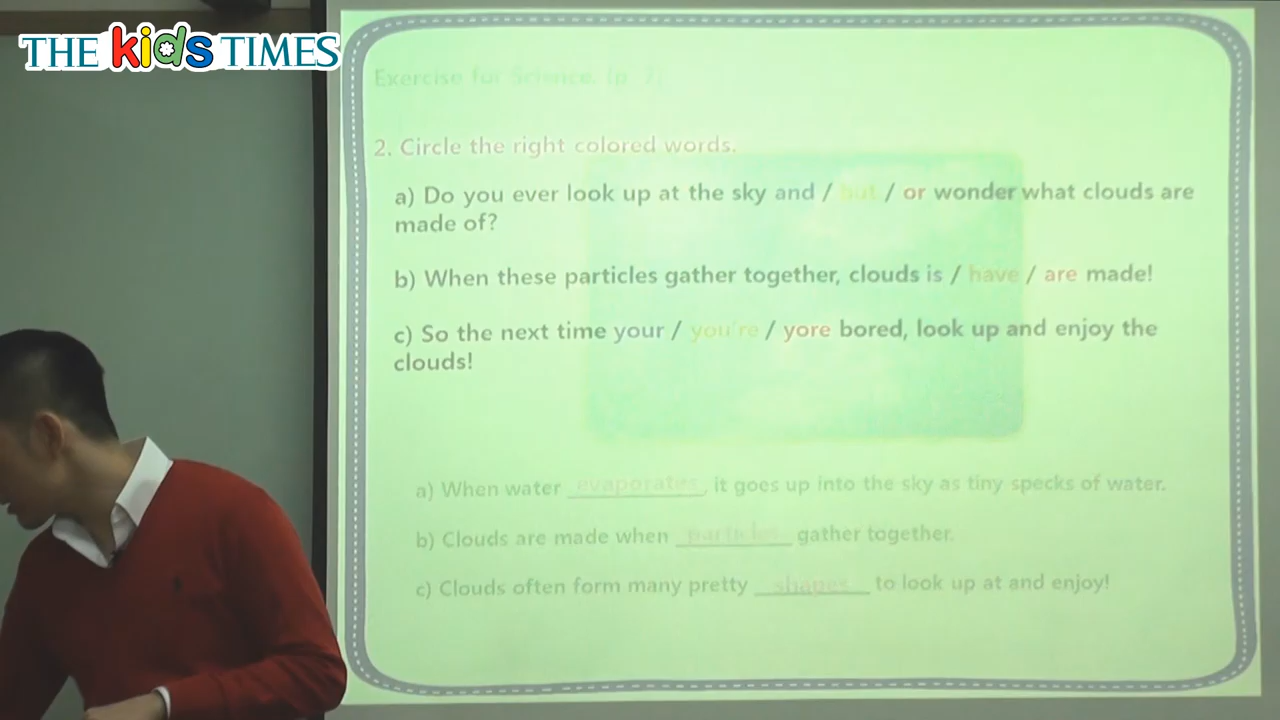 THE kids TIMES
Exercise for Science. (p. 7)
2. Circle the right colored words.
a) Do you ever look up at the sky and / but / or wonder what clouds are
made of?
b) When these particles gather together, clouds is / have / are made!
c) So the next time your / you're / yore bored, look up and enjoy the
clouds!
a) When water evaporates, it goes up into the sky as tiny specks of water.
b) Clouds are made when particles gather together.
c) Clouds often form many pretty shapes to look up at and enjoy!